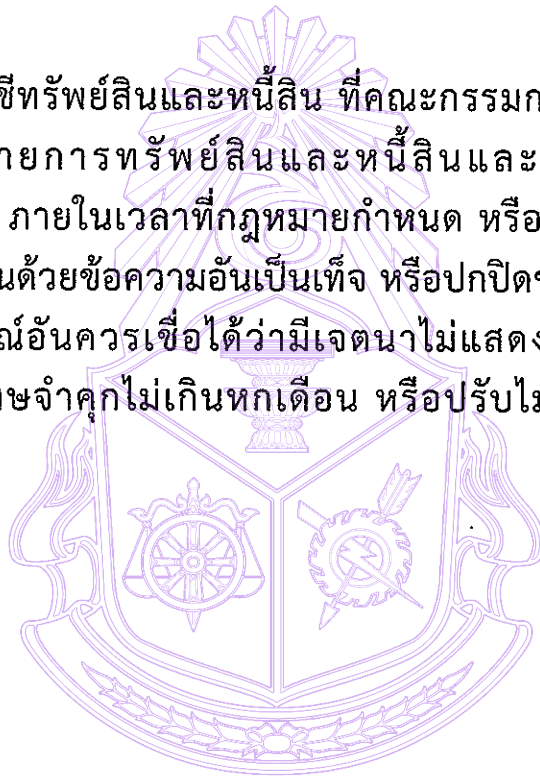 ชีทรัพย์สินและหนี้สิน ที่คณะกรรมก
ายการทรัพย์สินและหนี้สินและ
ภายในเวลาที่กฎหมายกำหนด หรือ
นด้วยข้อความอันเป็นเท็จ หรือปกปิดข
ณ์อันควรเชื่อได้ว่ามีเจตนาไม่แสดง
าษจำคุกไม่เกินหกเดือน หรือปรับไม